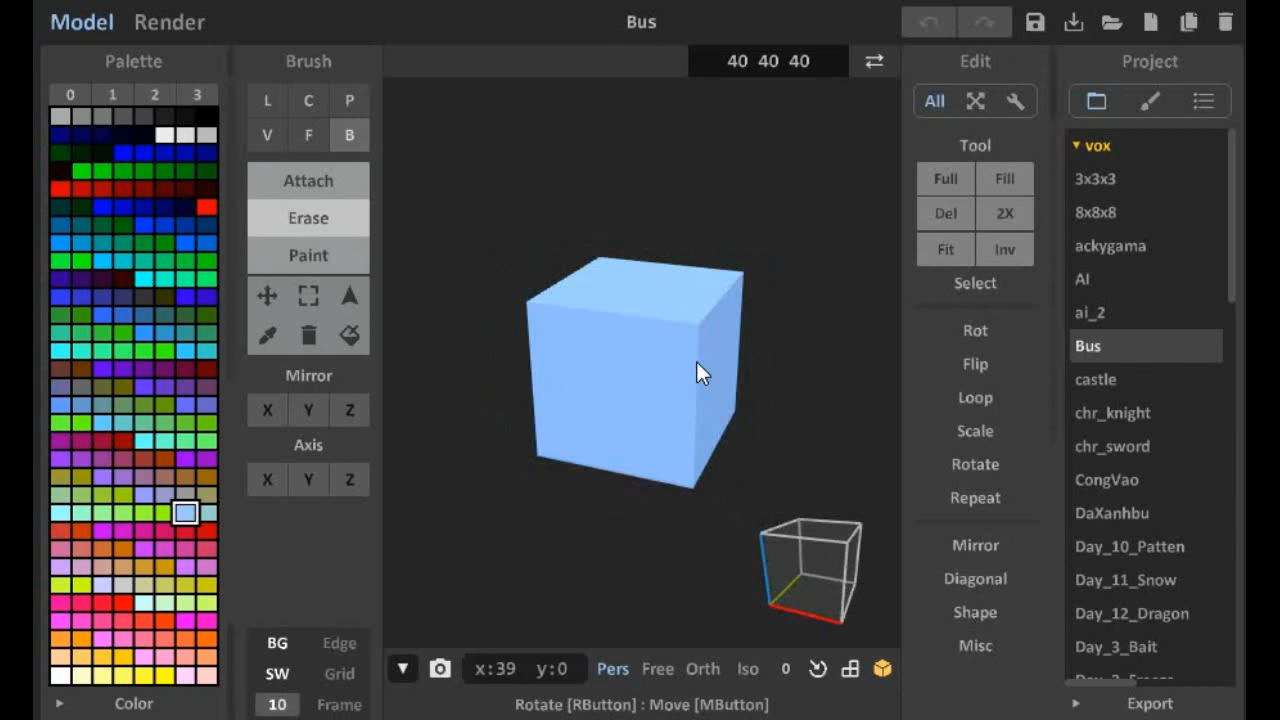 Model Render
Bus
Palette
0 1 2 3
Color
Brush
L C P
V F B
Attach
Erase
Paint
Mirror
X Y Z
Axis
X Y Z
BG Edge
SW Grid
10 Frame
40 40 40
x:39 y:0 Pers Free Orth Iso 0
Rotate [RButton] : Move [MButton]
Edit
All
Tool
Full Fill
Del 2X
Fit Inv
Select
Rot
Flip
Loop
Scale
Rotate
Repeat
Mirror
Diagonal
Shape
Misc
Project
vox
3x3x3
8x8x8
ackygama
AI
ai_2
Bus
castle
chr_knight
chr_sword
CongVao
DaXanhbu
Day_10_Patten
Day_11_Snow
Day_12_Dragon
Day_3_Bait
Export